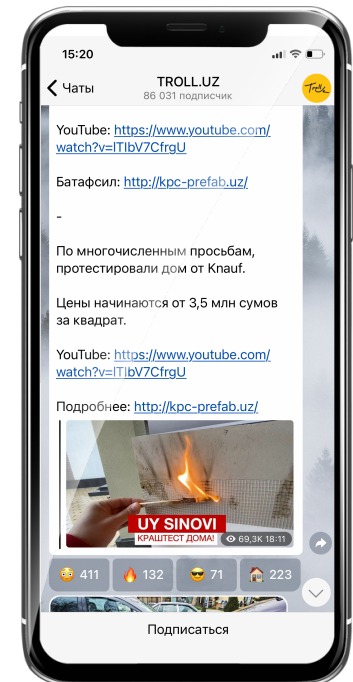 15:20
Чаты
TROLL.UZ
86 031 подписчик
Troll
YouTube: https://www.youtube.com/
watch?v=lTIbV7CfrgU
Батафсил: http://kpc-prefab.uz/
-
По многочисленным просьбам,
протестировали дом от Knauf.
Цены начинаются от 3,5 млн сумов
за квадрат.
YouTube: https://www.youtube.com/
watch?v=lTIbV7CfrgU
Подробнее: http://kpc-prefab.uz/
UY SINOVI
КРАШТЕСТ ДОМА!
69,3K 18:11
411
132
71
223
Подписаться